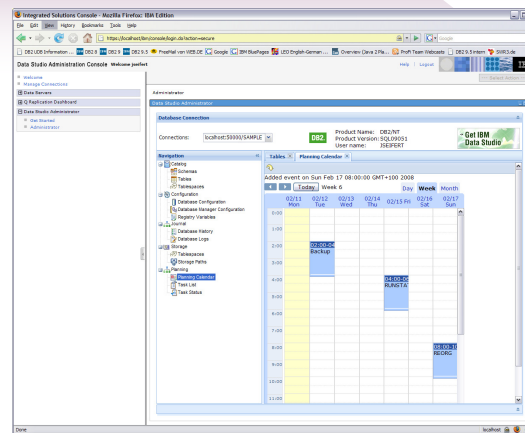 Integrated Solutions Console - Mozilla Firefox: IBM Edition
File Edit View History Bookmarks Tools Help
https://localhost/ibm/console/login.do?action=secure
Google
DB2 UDB Information ... DB2 8 DB2 9 DB2 9.5 FreeMail von WEB.DE Google IBM BluePages LEO English-German ... Overview (Java 2 Pla... Profi Team Webcasts DB2 9.5 Intern SWR3.de
Data Studio Administration Console Welcome jseifert
Help Logout
Welcome
Manage Connections
Data Servers
Q Replication Dashboard
Data Studio Administrator
Get Started
Administrator
Administrator
Data Studio Administrator
Database Connection
Connections: localhost:50000/SAMPLE
DB2.
Product Name: DB2/NT
Product Version: SQL09051
User name: JSEIFERT
Get IBM
Data Studio
Navigation
Catalog
Schemas
Tables
Tablespaces
Configuration
Database Configuration
Database Manager Configuration
Registry Variables
Journal
Database History
Database Logs
Storage
Tablespaces
Storage Paths
Planning
Planning Calendar
Task List
Task Status
Tables Planning Calendar
Added event on Sun Feb 17 08:00:00 GMT+100 2008
Today Week 6 Day Week Month
02/11 Mon 02/12 Tue 02/13 Wed 02/14 Thu 02/15 Fri 02/16 Sat 02/17 Sun
0:00
1:00
2:00
02:00-04
Backup
3:00
4:00
04:00-06
RUNSTA
5:00
6:00
7:00
8:00
08:00-10
REORG
9:00
10:00
11:00
Done
localhost